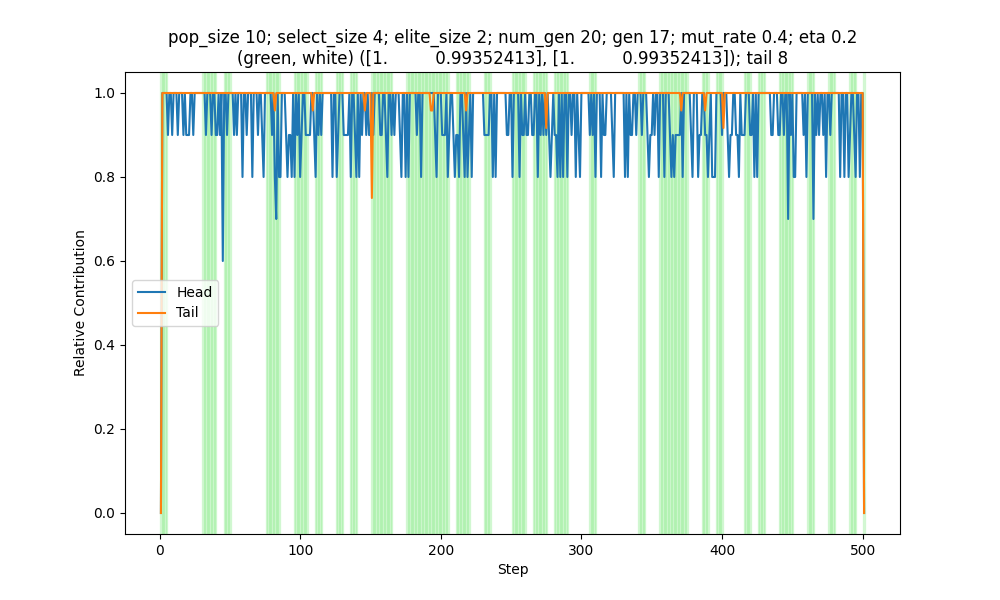 pop_size 10; select_size 4; elite_size 2; num_gen 20; gen 17; mut_rate 0.4; eta 0.2
(green, white) ([1.         0.99352413], [1.         0.99352413]); tail 8
1.0
0.8
0.6
0.4
0.2
0.0
Relative Contribution
Head
Tail
0 100 200 300 400 500
Step